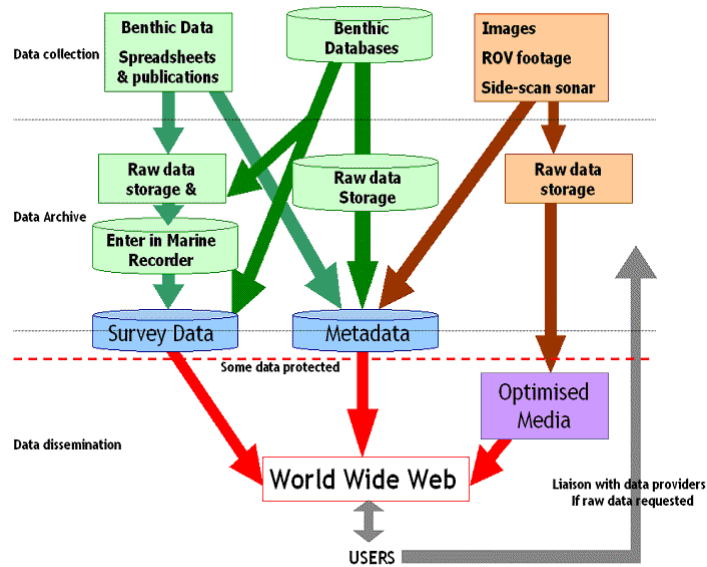 Data collection
Benthic Data
Spreadsheets
& publications
Benthic
Databases
Images
ROV footage
Side-scan sonar
Data Archive
Raw data
storage &
Raw data
Storage
Raw data
storage
Enter in Marine
Recorder
Survey Data
Metadata
Some data protected
Optimised
Media
Data dissemination
World Wide Web
Liaison with data providers
If raw data requested
USERS